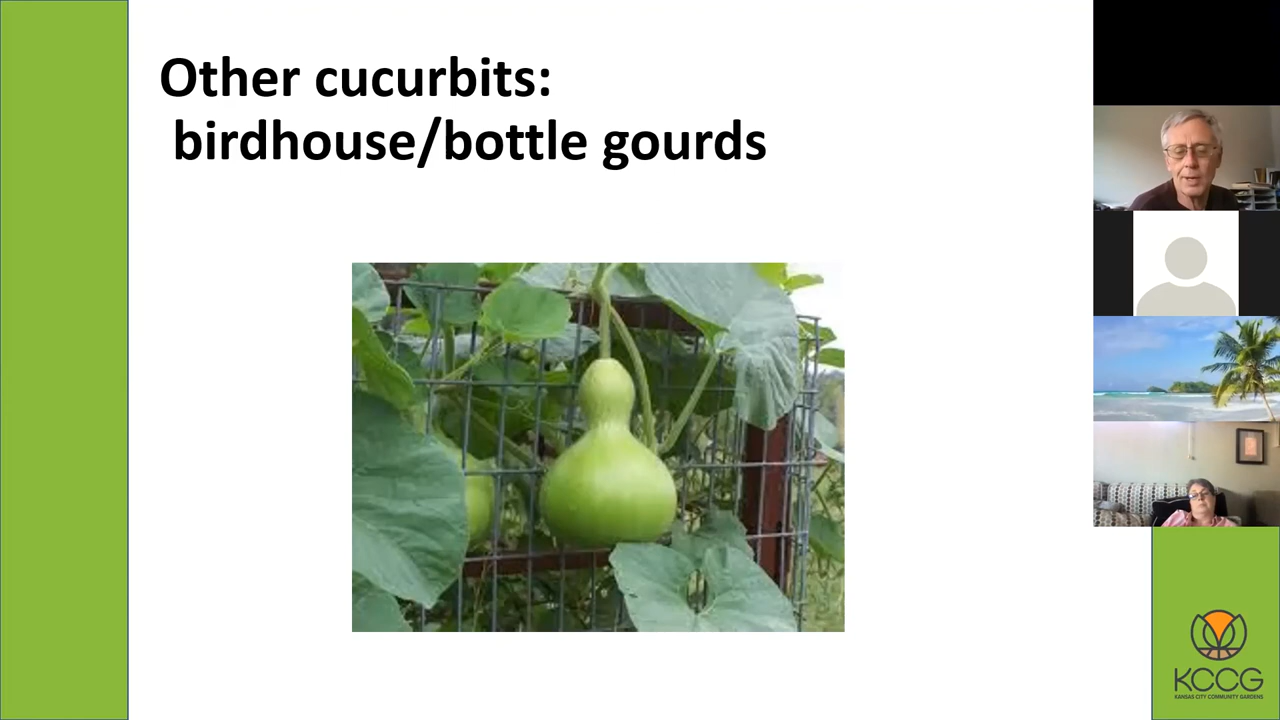 Other cucurbits:
birdhouse/bottle gourds
KCCG
KANSAS CITY COMMUNITY GARDENS